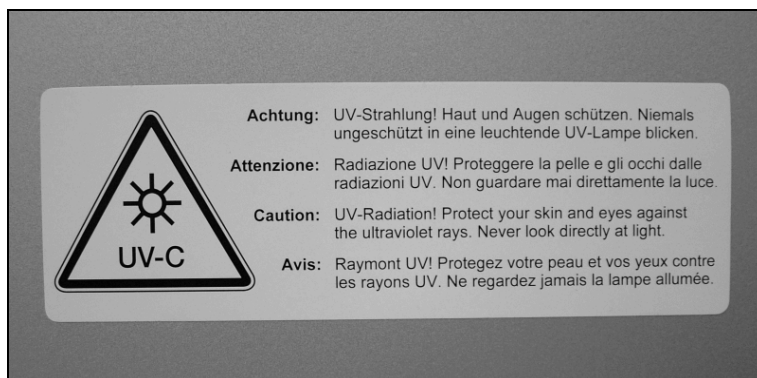 UV-C
Achtung: UV-Strahlung! Haut und Augen schützen. Niemals
ungeschützt in eine leuchtende UV-Lampe blicken.
Attenzione: Radiazione UV! Proteggere la pelle e gli occhi dalle
radiazioni UV. Non guardare mai direttamente la luce.
Caution: UV-Radiation! Protect your skin and eyes against
the ultraviolet rays. Never look directly at light.
Avis: Raymont UV! Protegez votre peau et vos yeux contre
les rayons UV. Ne regardez jamais la lampe allumée.